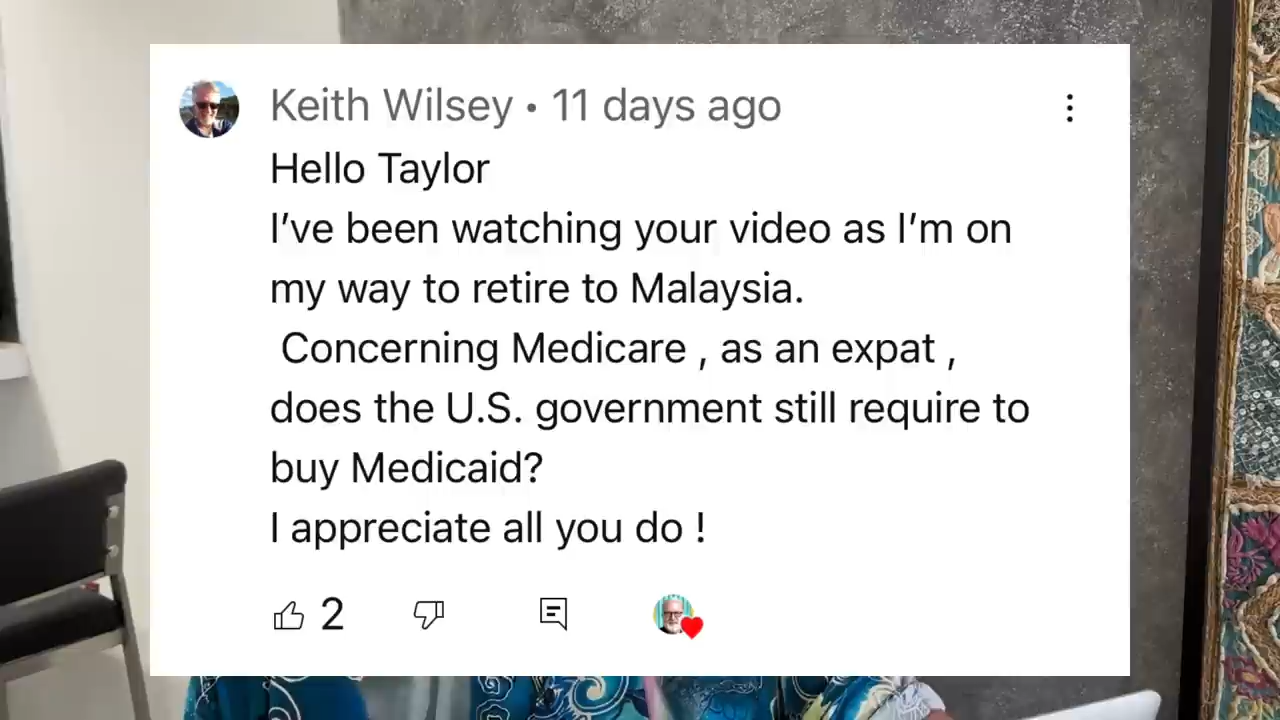 Keith Wilsey • 11 days ago
Hello Taylor
I’ve been watching your video as I’m on
my way to retire to Malaysia.
Concerning Medicare , as an expat ,
does the U.S. government still require to
buy Medicaid?
I appreciate all you do !
2